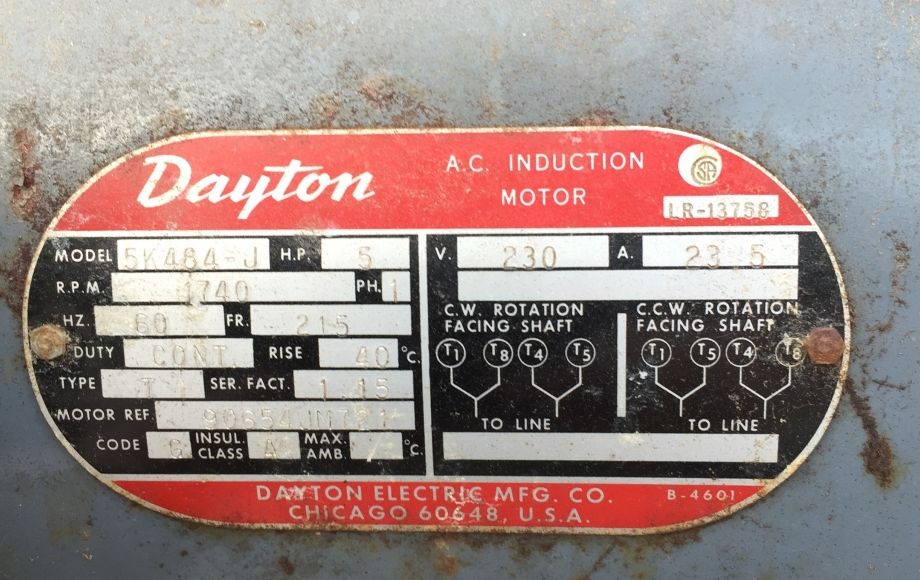 Dayton
A.C. INDUCTION
MOTOR
LR-13758
MODEL 5K484-J H.P. 5
R.P.M. 1740 PH. 1
HZ. 60 FR. 215
DUTY CONT RISE 40 °C.
TYPE T SER. FACT. 1.15
MOTOR REF.
CODE G INSUL. CLASS A MAX. AMB. °C.
V. 230 A. 23.5
C.W. ROTATION
FACING SHAFT
T1 T8 T4 T5
TO LINE
C.C.W. ROTATION
FACING SHAFT
T1 T5 T4 T8
TO LINE
DAYTON ELECTRIC MFG. CO. B-4601
CHICAGO 60648, U.S.A.